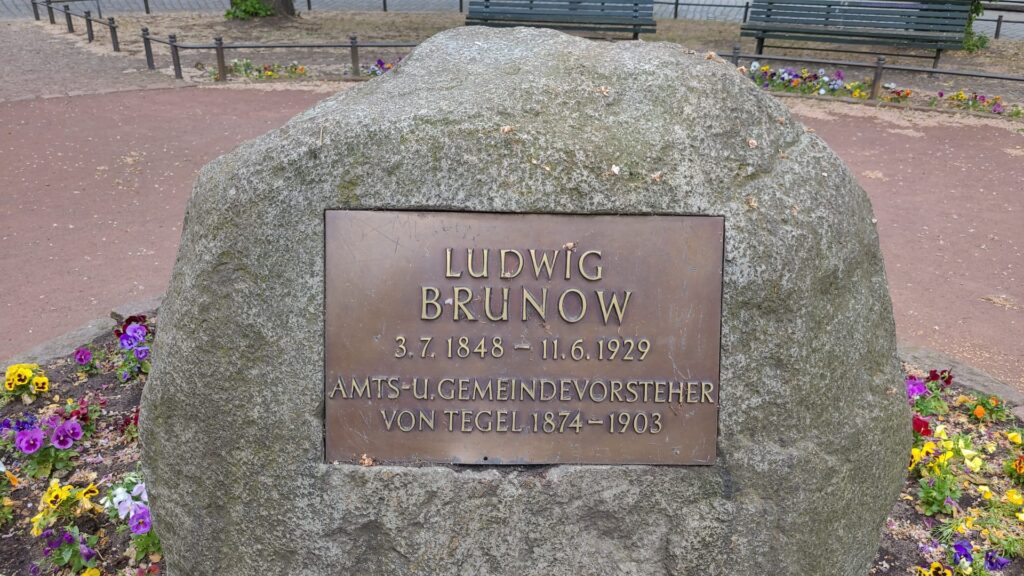 LUDWIG
BRUNOW
3.7.1848 – 11.6.1929
AMTS-U.GEMEINDEVORSTEHER
VON TEGEL 1874–1903